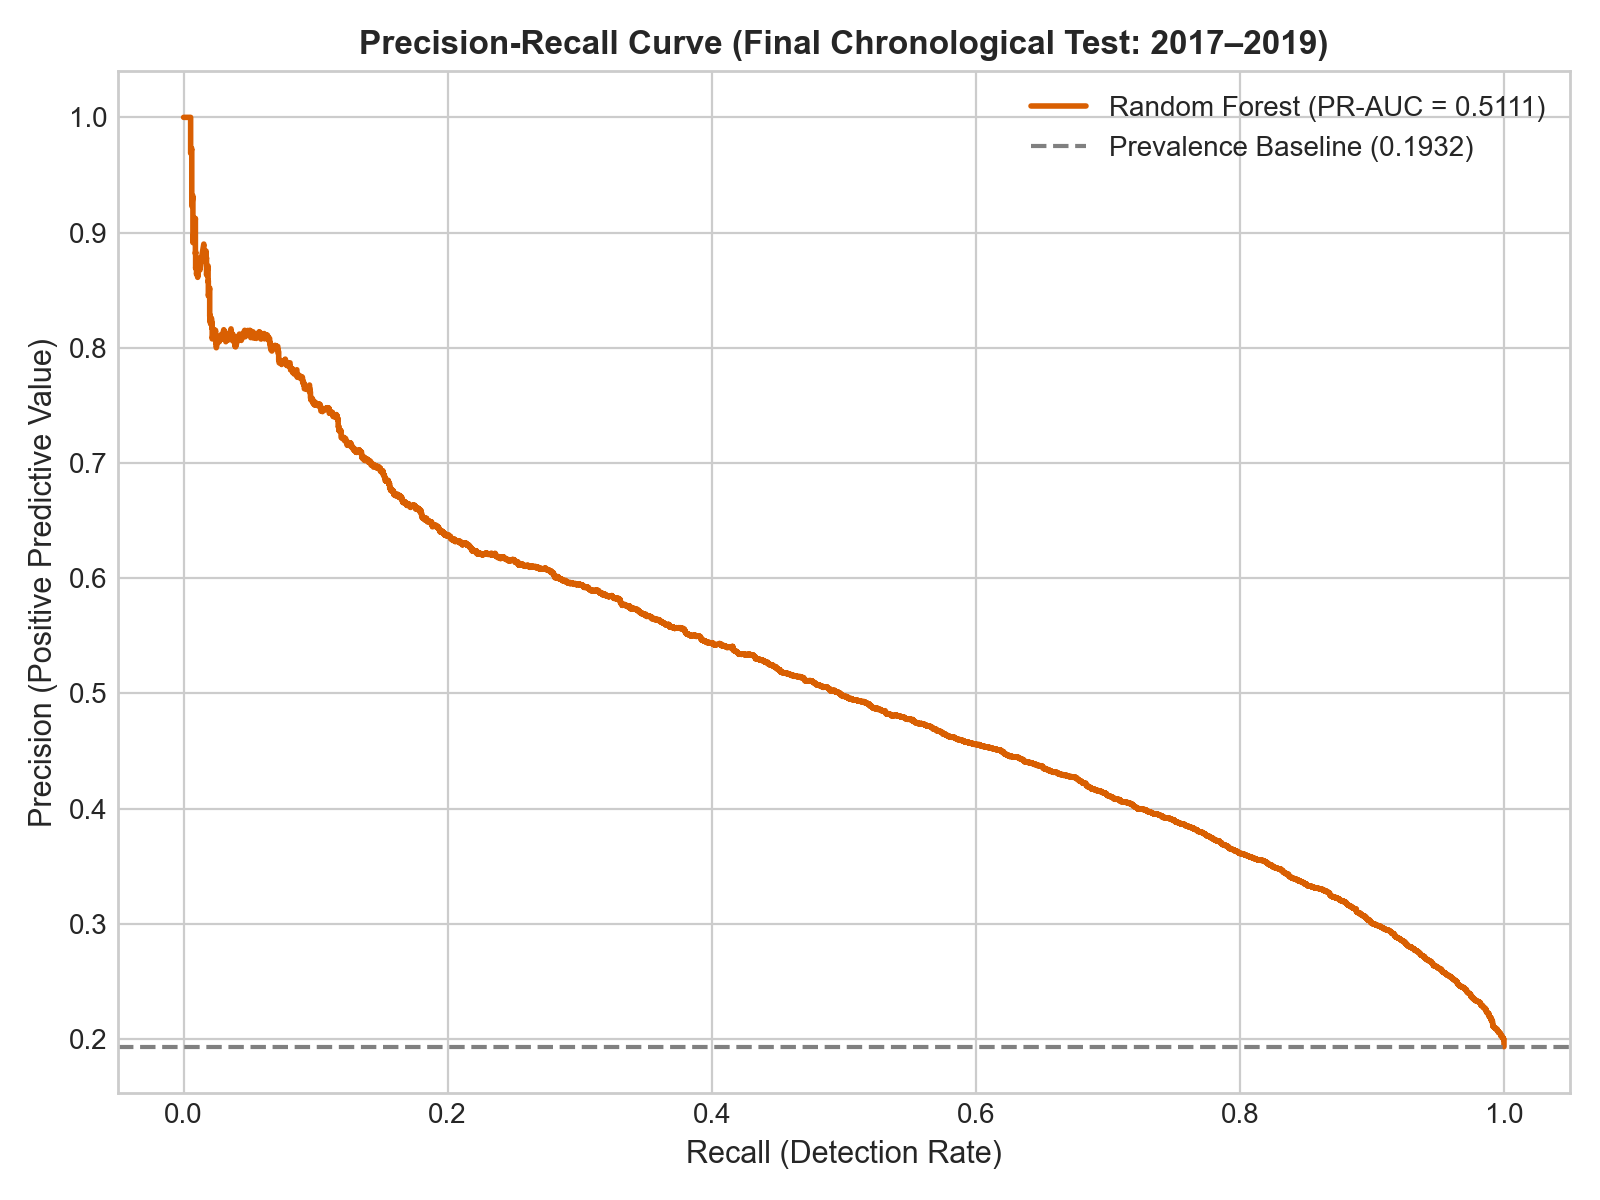 Precision-Recall Curve (Final Chronological Test: 2017–2019)
Random Forest (PR-AUC = 0.5111)
Prevalence Baseline (0.1932)
Precision (Positive Predictive Value)
1.0
0.9
0.8
0.7
0.6
0.5
0.4
0.3
0.2
0.0 0.2 0.4 0.6 0.8 1.0
Recall (Detection Rate)